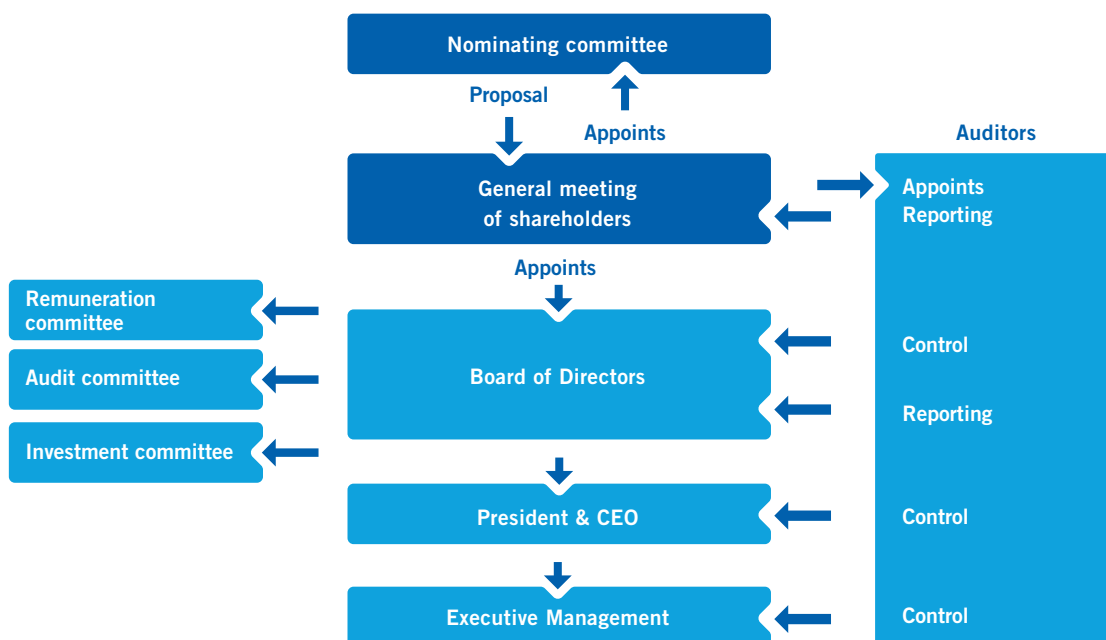 Nominating committee
Proposal
Appoints
Auditors
General meeting
of shareholders
Appoints
Reporting
Appoints
Remuneration
committee
Audit committee
Investment committee
Board of Directors
Control
Reporting
President & CEO
Control
Executive Management
Control